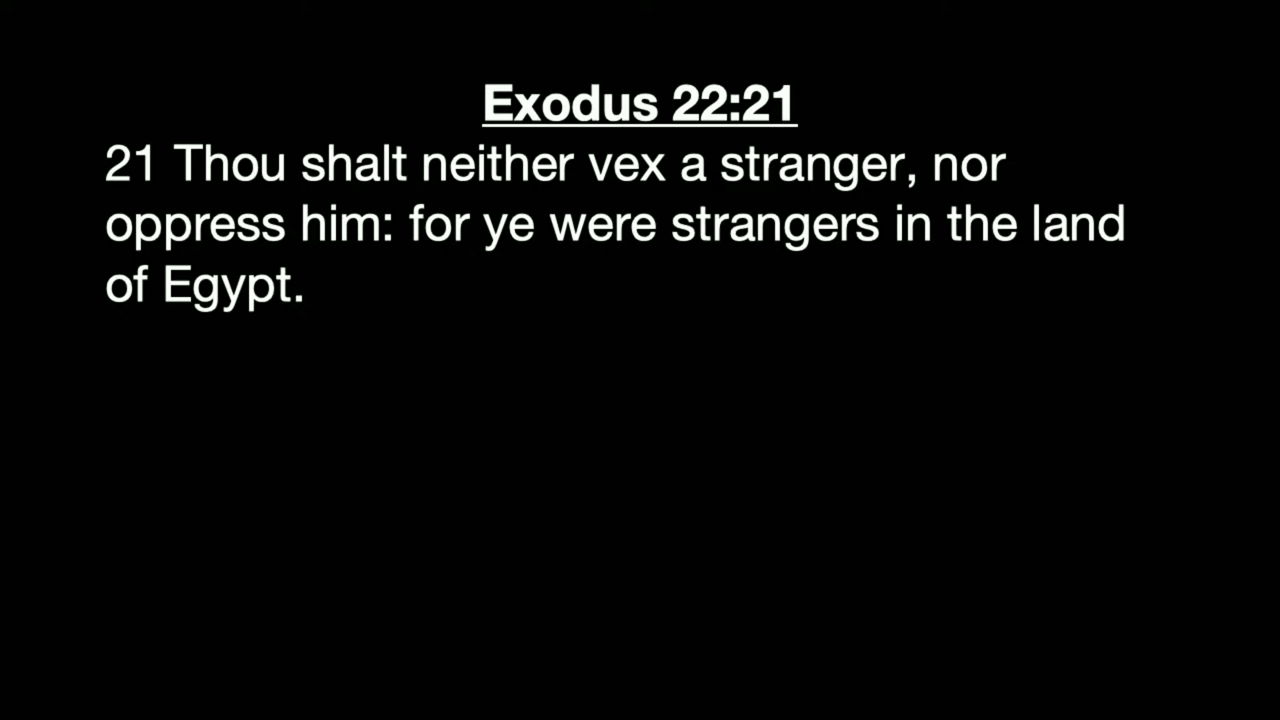 Exodus 22:21
21 Thou shalt neither vex a stranger, nor
oppress him: for ye were strangers in the land
of Egypt.